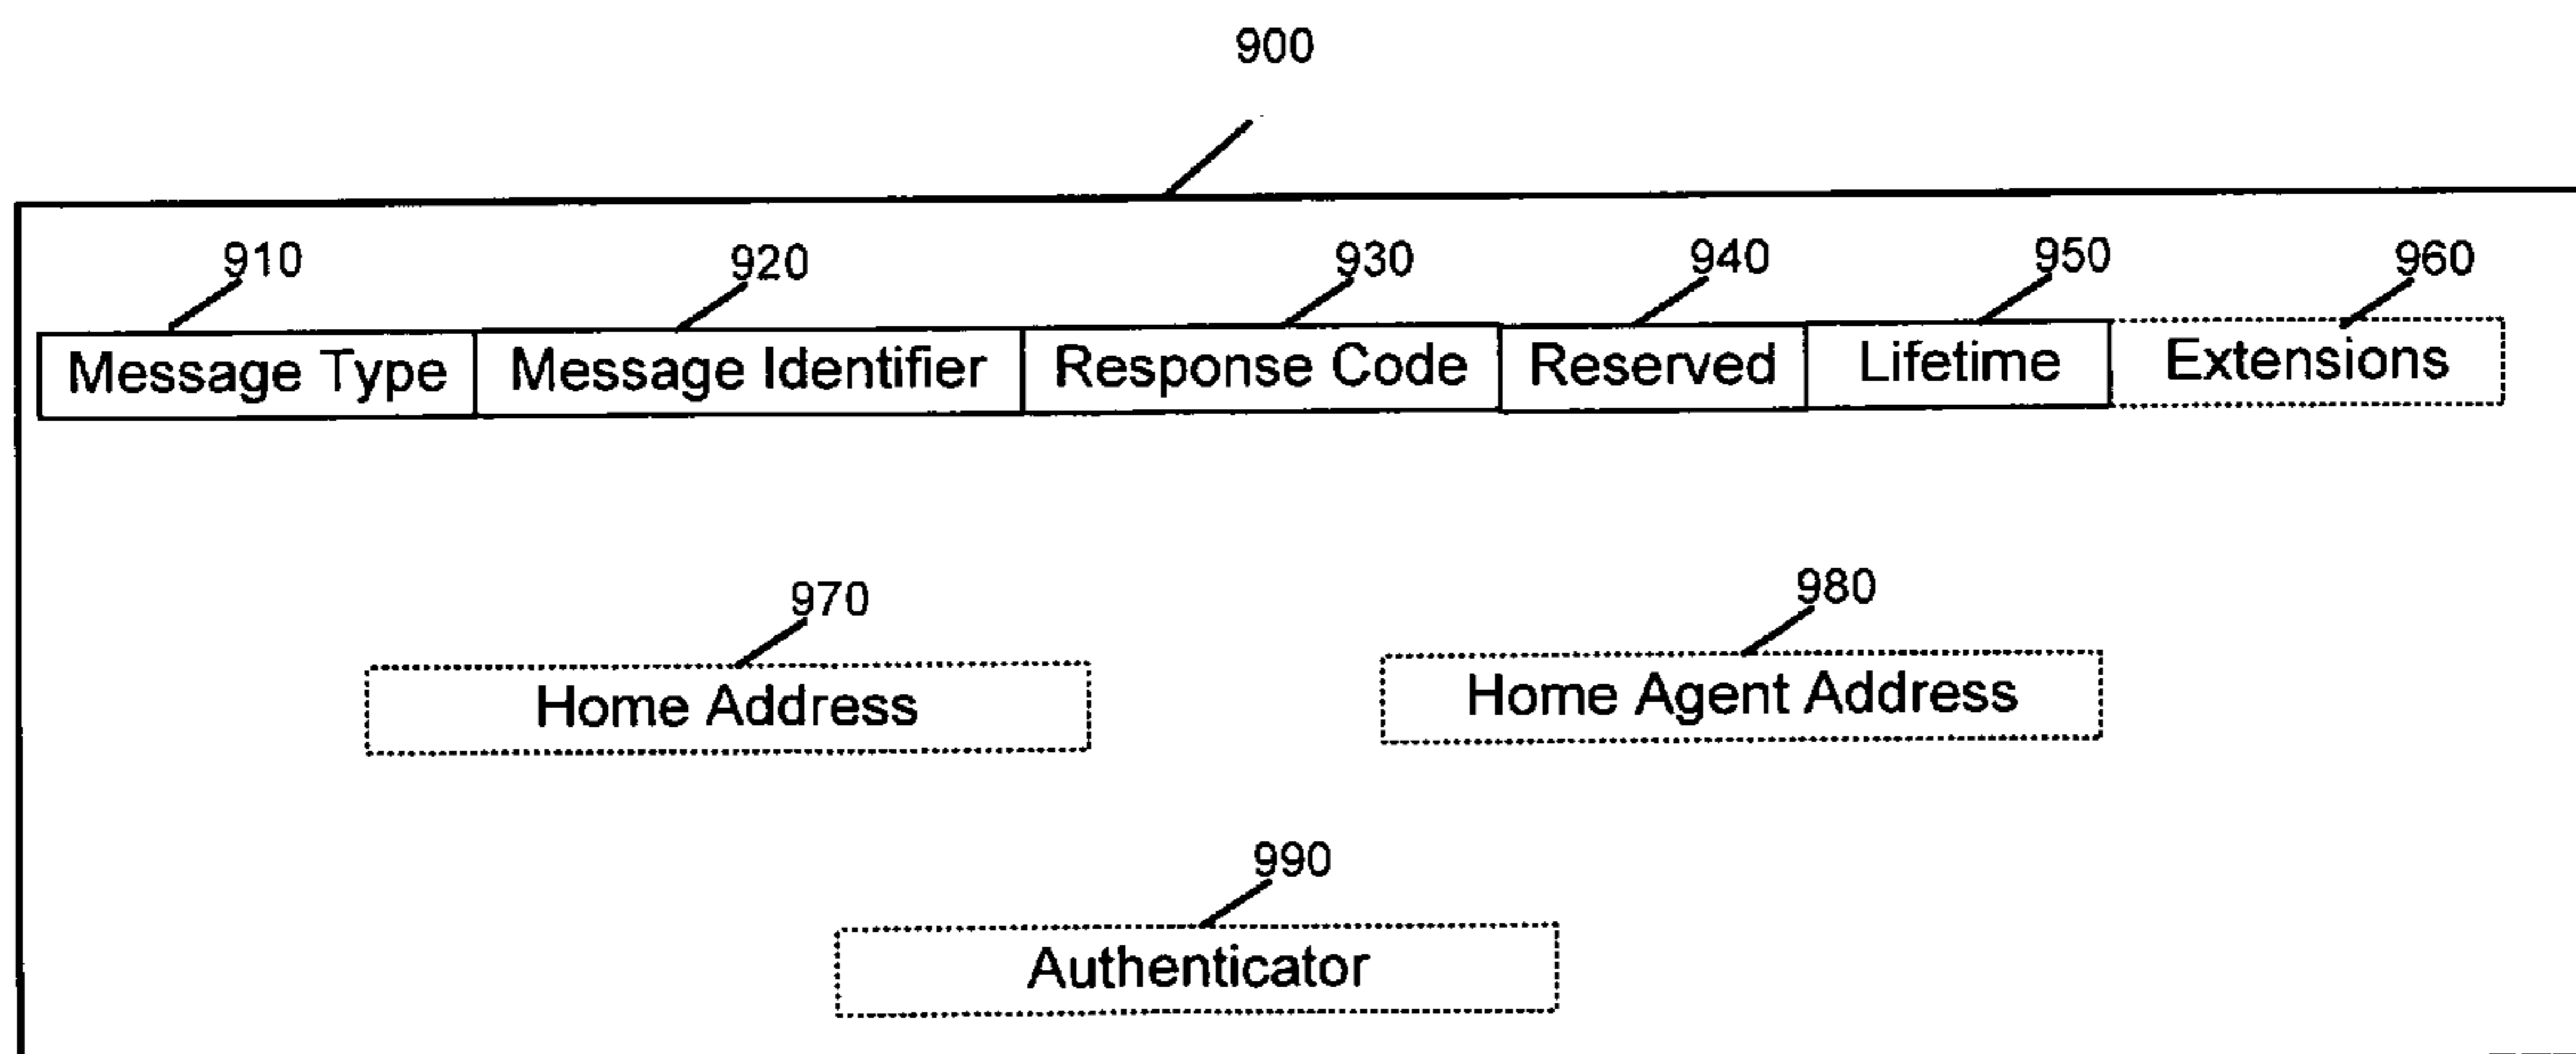 900
910 920 930 940 950 960
Message Type Message Identifier Response Code Reserved Lifetime Extensions
970 980
Home Address Home Agent Address
990
Authenticator